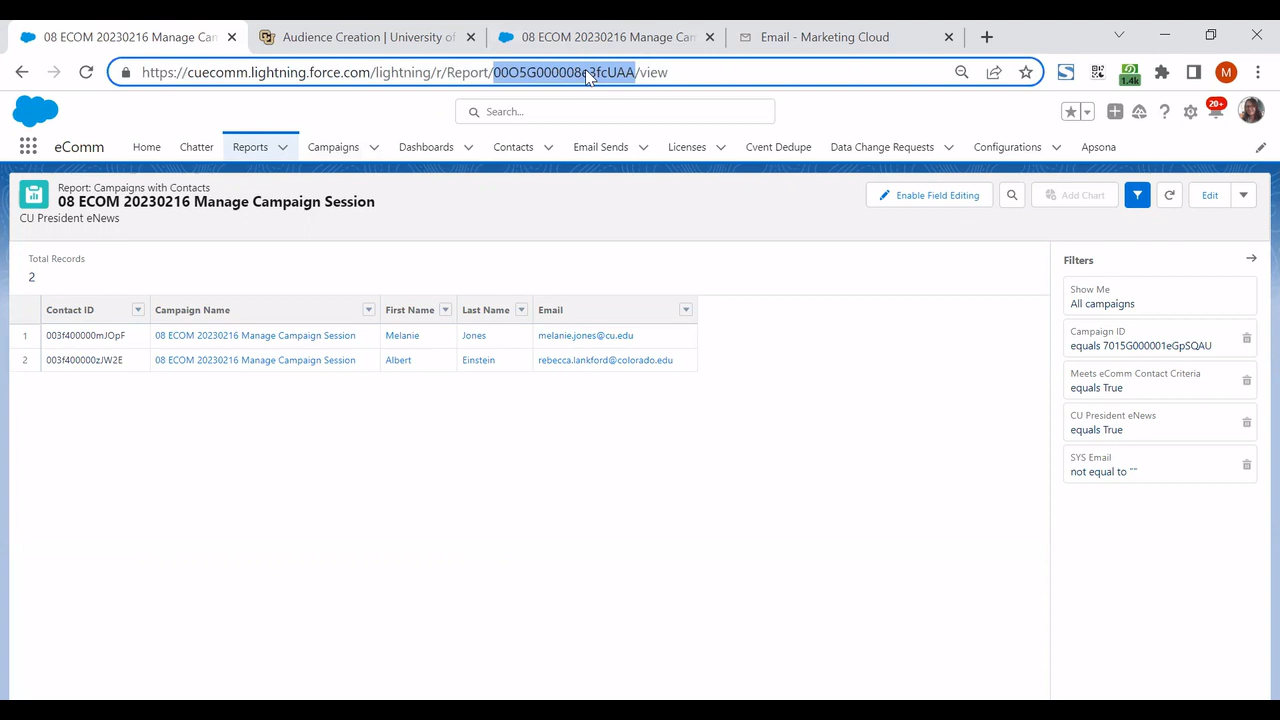 08 ECOM 20230216 Manage Can
Audience Creation | University of
08 ECOM 20230216 Manage Can
Email - Marketing Cloud
https://cuecomm.lightning.force.com/lightning/r/Report/00O5G000008e3fcUAA/view
1.4k
M
Search...
20+
eComm
Home
Chatter
Reports
Campaigns
Dashboards
Contacts
Email Sends
Licenses
Cvent Dedupe
Data Change Requests
Configurations
Apsona
Report: Campaigns with Contacts
08 ECOM 20230216 Manage Campaign Session
CU President eNews
Enable Field Editing
Add Chart
Edit
Total Records
2
Contact ID Campaign Name First Name Last Name Email
1 003f400000mJOpF 08 ECOM 20230216 Manage Campaign Session Melanie Jones melanie.jones@cu.edu
2 003f400000zJW2E 08 ECOM 20230216 Manage Campaign Session Albert Einstein rebecca.lankford@colorado.edu
Filters
Show Me
All campaigns
Campaign ID
equals 7015G000001eGpSQAU
Meets eComm Contact Criteria
equals True
CU President eNews
equals True
SYS Email
not equal to ""